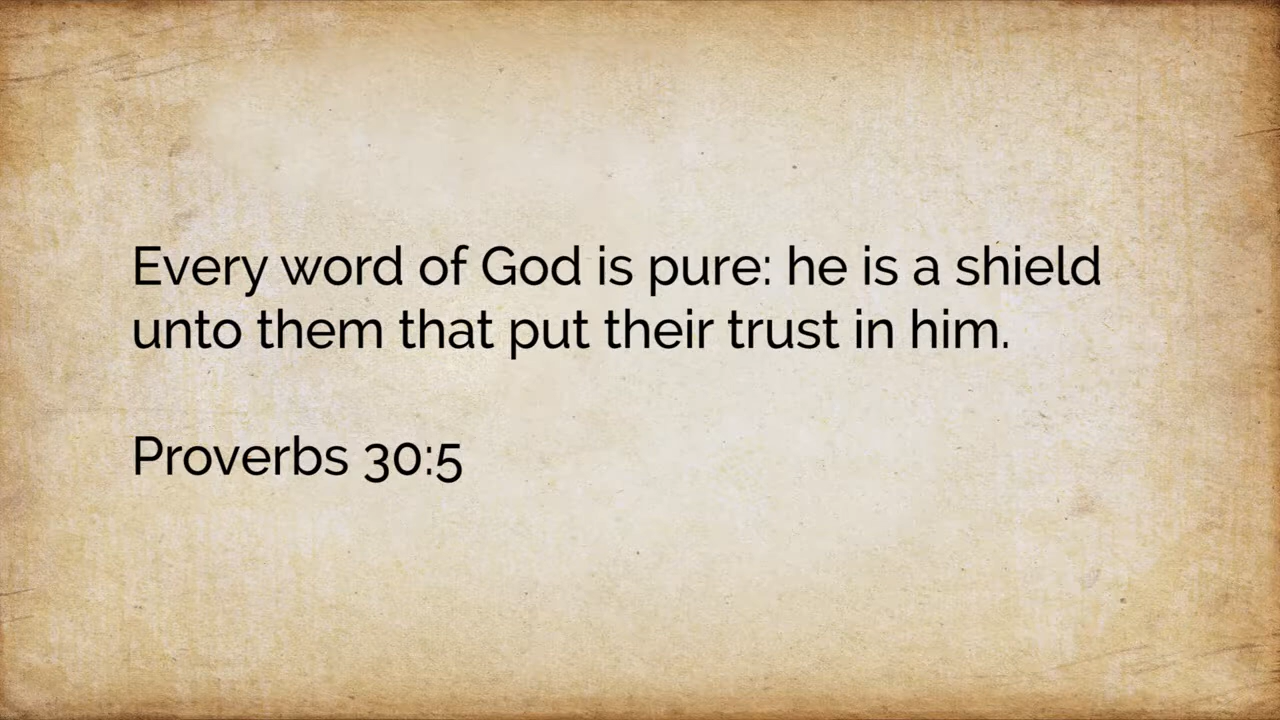 Every word of God is pure: he is a shield
unto them that put their trust in him.
Proverbs 30:5